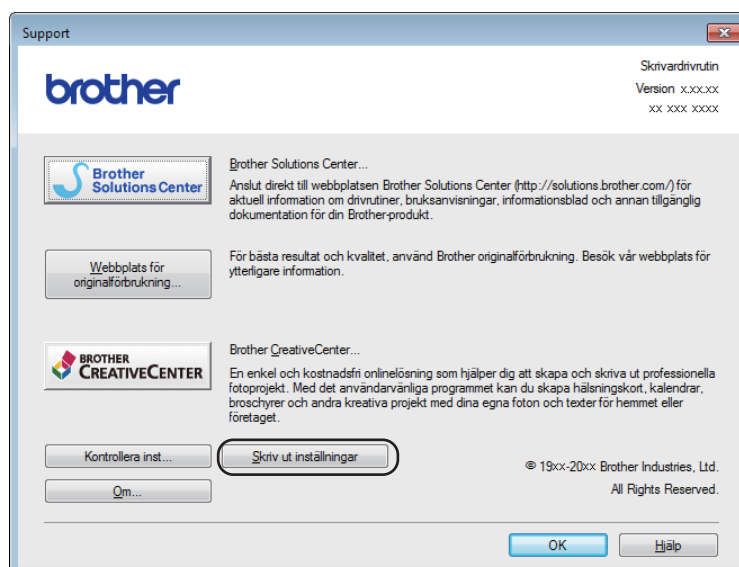 Support
brother
Skrivardrivrutin
Version x.xx.xx
xx xxx xxxx
Brother
Solutions Center
Brother Solutions Center...
Anslut direkt till webbplatsen Brother Solutions Center (http://solutions.brother.com/) för
aktuell information om drivrutiner, bruksanvisningar, informationsblad och annan tillgänglig
dokumentation för din Brother-produkt.
Webbplats för
originalförbrukning...
För bästa resultat och kvalitet, använd Brother originalförbrukning. Besök vår webbplats för
ytterligare information.
BROTHER
CREATIVECENTER
Brother CreativeCenter...
En enkel och kostnadsfri onlinelösning som hjälper dig att skapa och skriva ut professionella
fotoprojekt. Med det användarvänliga programmet kan du skapa hälsningskort, kalendrar,
broschyrer och andra kreativa projekt med dina egna foton och texter för hemmet eller
företaget.
Kontrollera inst...
Skriv ut inställningar
Om...
© 19xx-20xx Brother Industries, Ltd.
All Rights Reserved.
OK
Hjälp